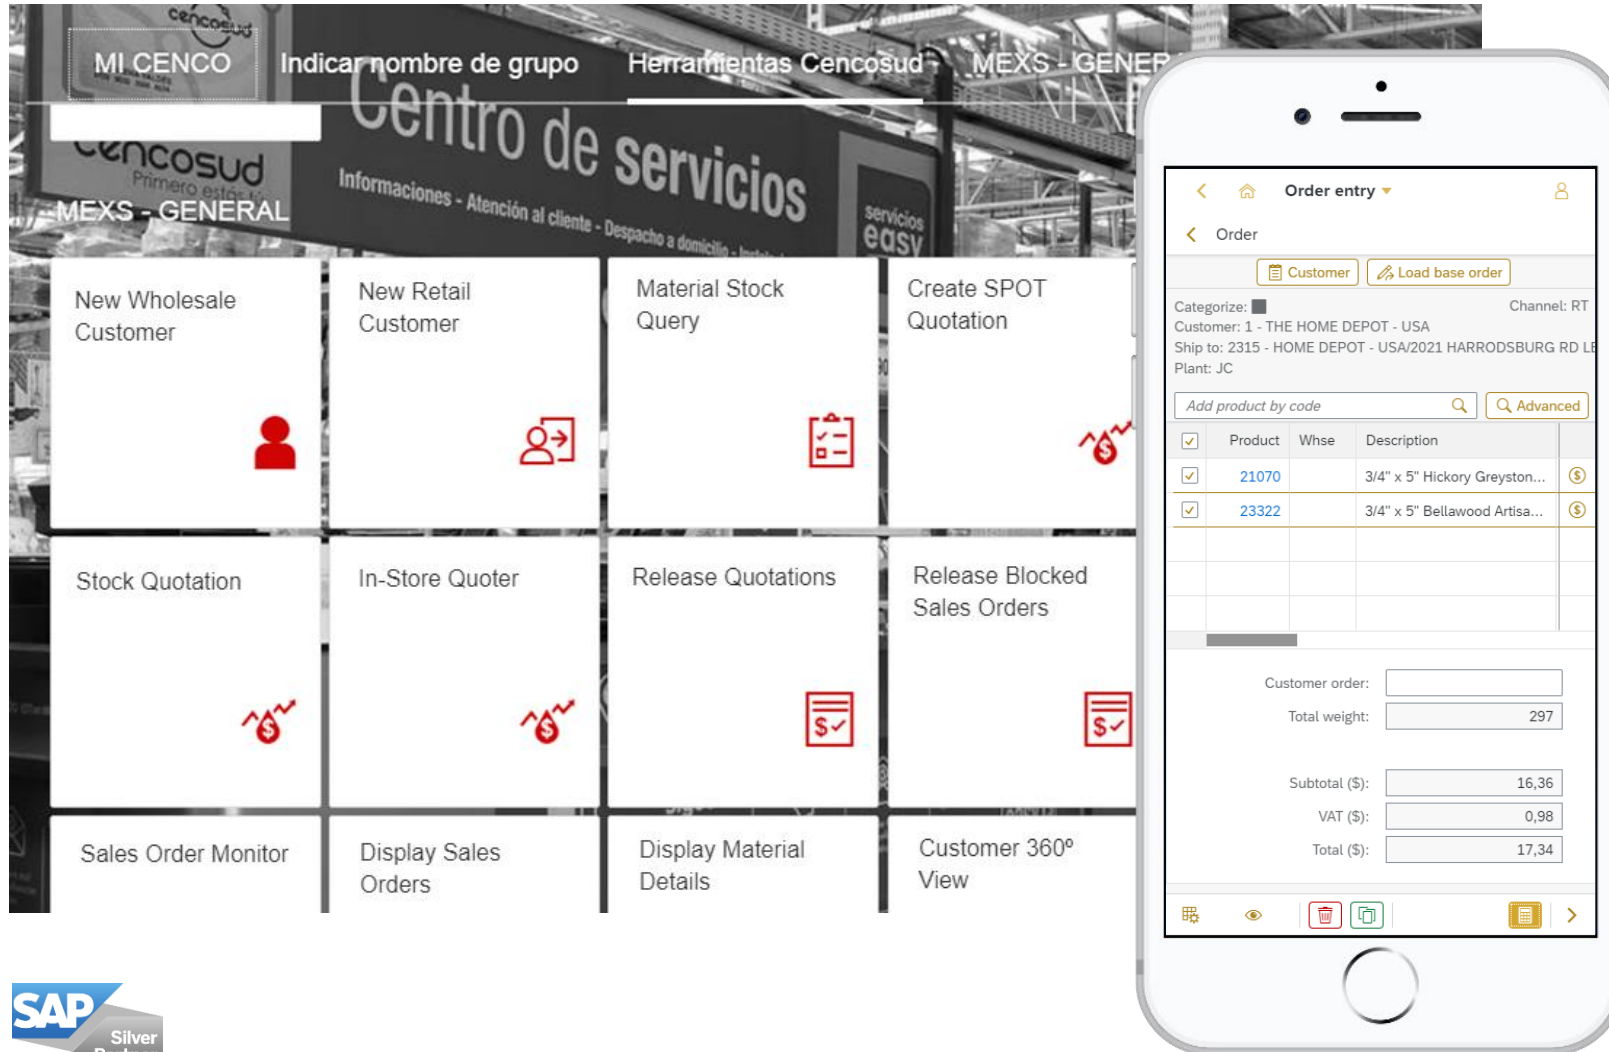 cencosud
MI CENCO
Indicar nombre de grupo
Herramientas Cencosud
MEXS - GENER
Centro de servicios
Informaciones - Atención al cliente - Despacho a domicilio -
cencosud
Primero estás
servicios
easy
MEXS - GENERAL
New Wholesale
Customer
New Retail
Customer
Material Stock
Query
Create SPOT
Quotation
Stock Quotation
In-Store Quoter
Release Quotations
Release Blocked
Sales Orders
Sales Order Monitor
Display Sales
Orders
Display Material
Details
Customer 360º
View
Order entry
Order
Customer
Load base order
Categorize:
Channel: RT
Customer: 1 - THE HOME DEPOT - USA
Ship to: 2315 - HOME DEPOT - USA/2021 HARRODSBURG RD LE
Plant: JC
Add product by code
Advanced
Product Whse Description
21070 3/4" x 5" Hickory Greyston...
23322 3/4" x 5" Bellawood Artisa...
Customer order:
Total weight: 297
Subtotal ($): 16,36
VAT ($): 0,98
Total ($): 17,34
SAP
Silver